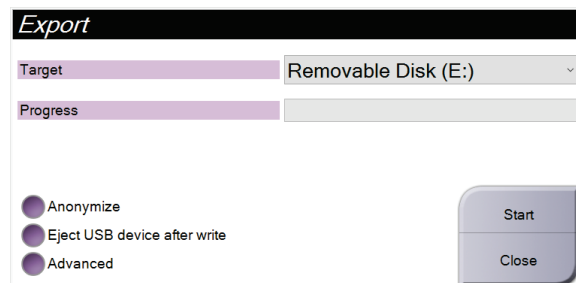 Export
Target
Removable Disk (E:)
Progress
Anonymize
Eject USB device after write
Advanced
Start
Close